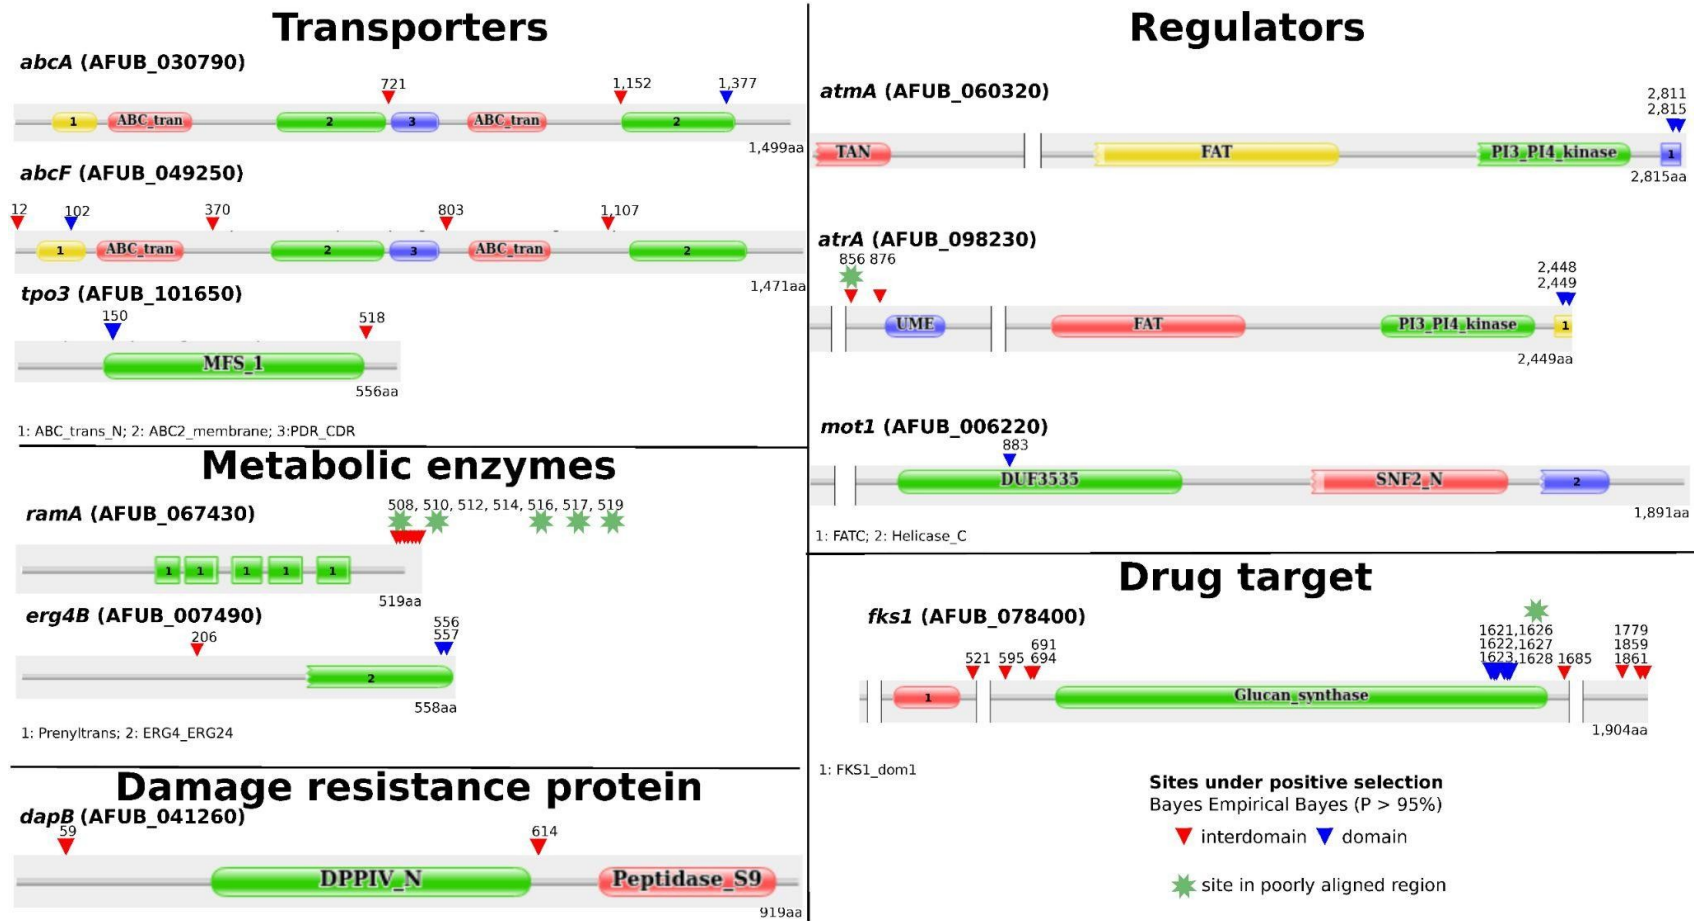 Transporters
abcA (AFUB_030790)
721
1,152
1,377
1
ABC_tran
2
3
ABC_tran
2
1,499aa
abcF (AFUB_049250)
12
102
370
803
1,107
1
ABC_tran
2
3
ABC_tran
2
1,471aa
tpo3 (AFUB_101650)
150
518
MFS_1
556aa
1: ABC_trans_N; 2: ABC2_membrane; 3:PDR_CDR
Metabolic enzymes
ramA (AFUB_067430)
508, 510, 512, 514, 516, 517, 519
1
1
1
1
1
519aa
erg4B (AFUB_007490)
206
556
557
2
558aa
1: Prenyltrans; 2: ERG4_ERG24
Damage resistance protein
dapB (AFUB_041260)
59
614
DPPIV_N
Peptidase_S9
919aa
Regulators
atmA (AFUB_060320)
2,811
2,815
TAN
FAT
PI3_PI4_kinase
1
2,815aa
atrA (AFUB_098230)
856 876
2,448
2,449
UME
FAT
PI3_PI4_kinase
1
2,449aa
mot1 (AFUB_006220)
883
DUF3535
SNF2_N
2
1,891aa
1: FATC; 2: Helicase_C
Drug target
fks1 (AFUB_078400)
521
595
691
694
1621,1626
1622,1627
1623,1628
1685
1779
1859
1861
1
Glucan_synthase
1,904aa
1: FKS1_dom1
Sites under positive selection
Bayes Empirical Bayes (P > 95%)
interdomain
domain
site in poorly aligned region